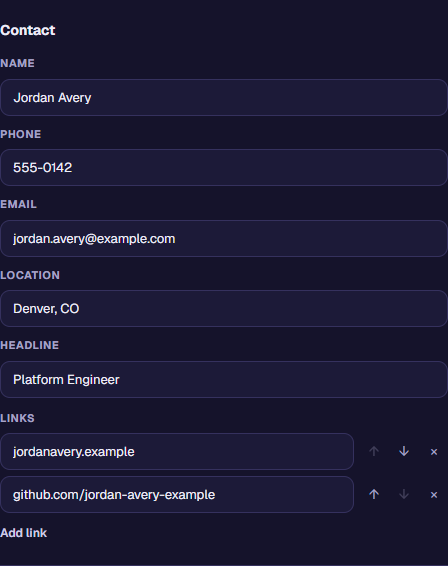 Contact
NAME
Jordan Avery
PHONE
555-0142
EMAIL
jordan.avery@example.com
LOCATION
Denver, CO
HEADLINE
Platform Engineer
LINKS
jordanavery.example ↑ ↓ ×
github.com/jordan-avery-example ↑ ↓ ×
Add link